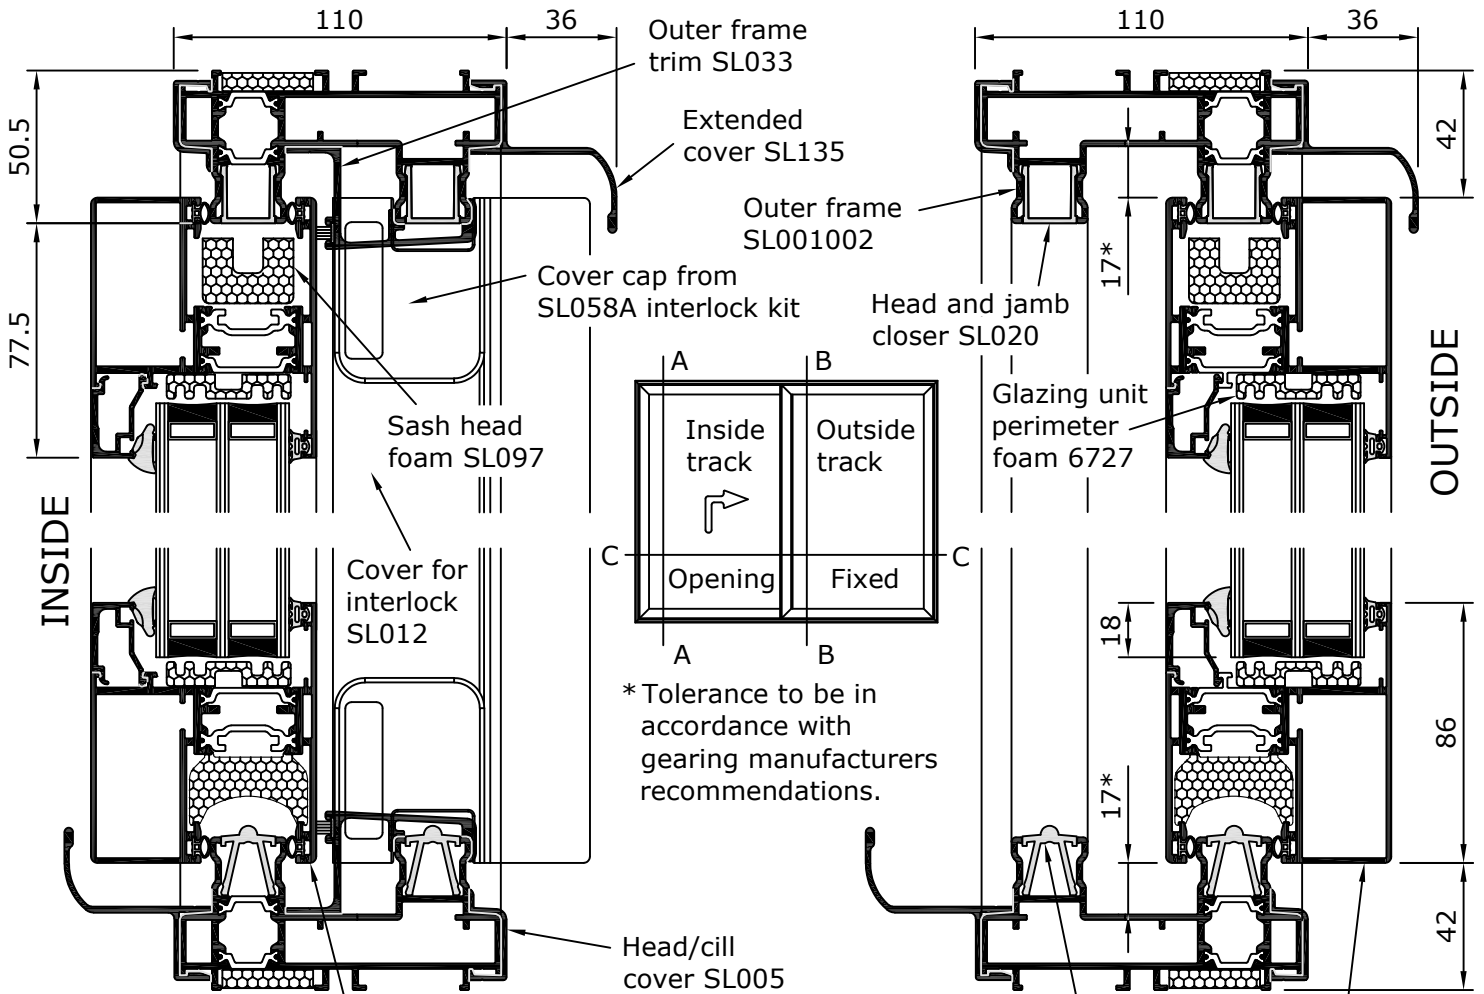 110
36
Outer frame
trim SL033
110
36
50.5
Extended
cover SL135
42
Outer frame
SL001002
17*
Cover cap from
SL058A interlock kit
Head and jamb
closer SL020
77.5
A
B
OUTSIDE
Sash head
foam SL097
Inside
track
Outside
track
Glazing unit
perimeter
foam 6727
INSIDE
C
Opening
Fixed
C
Cover for
interlock
SL012
18
A
B
* Tolerance to be in
accordance with
gearing manufacturers
recommendations.
86
17*
Head/cill
cover SL005
42